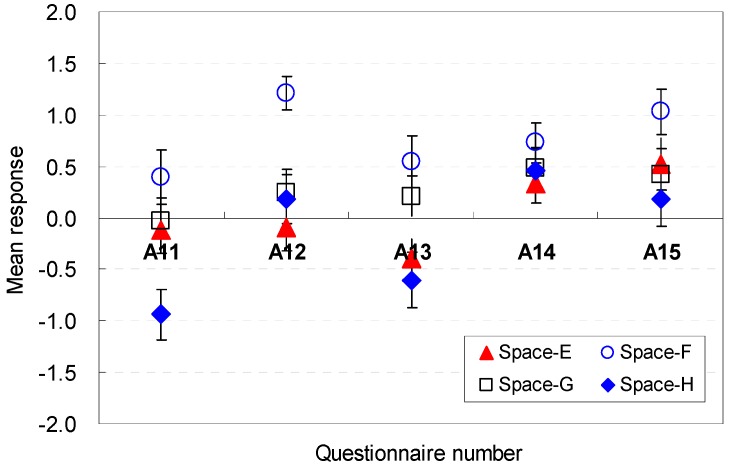 2.0
1.5
1.0
0.5
0.0
-0.5
-1.0
-1.5
-2.0
Mean response
A11 A12 A13 A14 A15
Space-E Space-F
Space-G Space-H
Questionnaire number